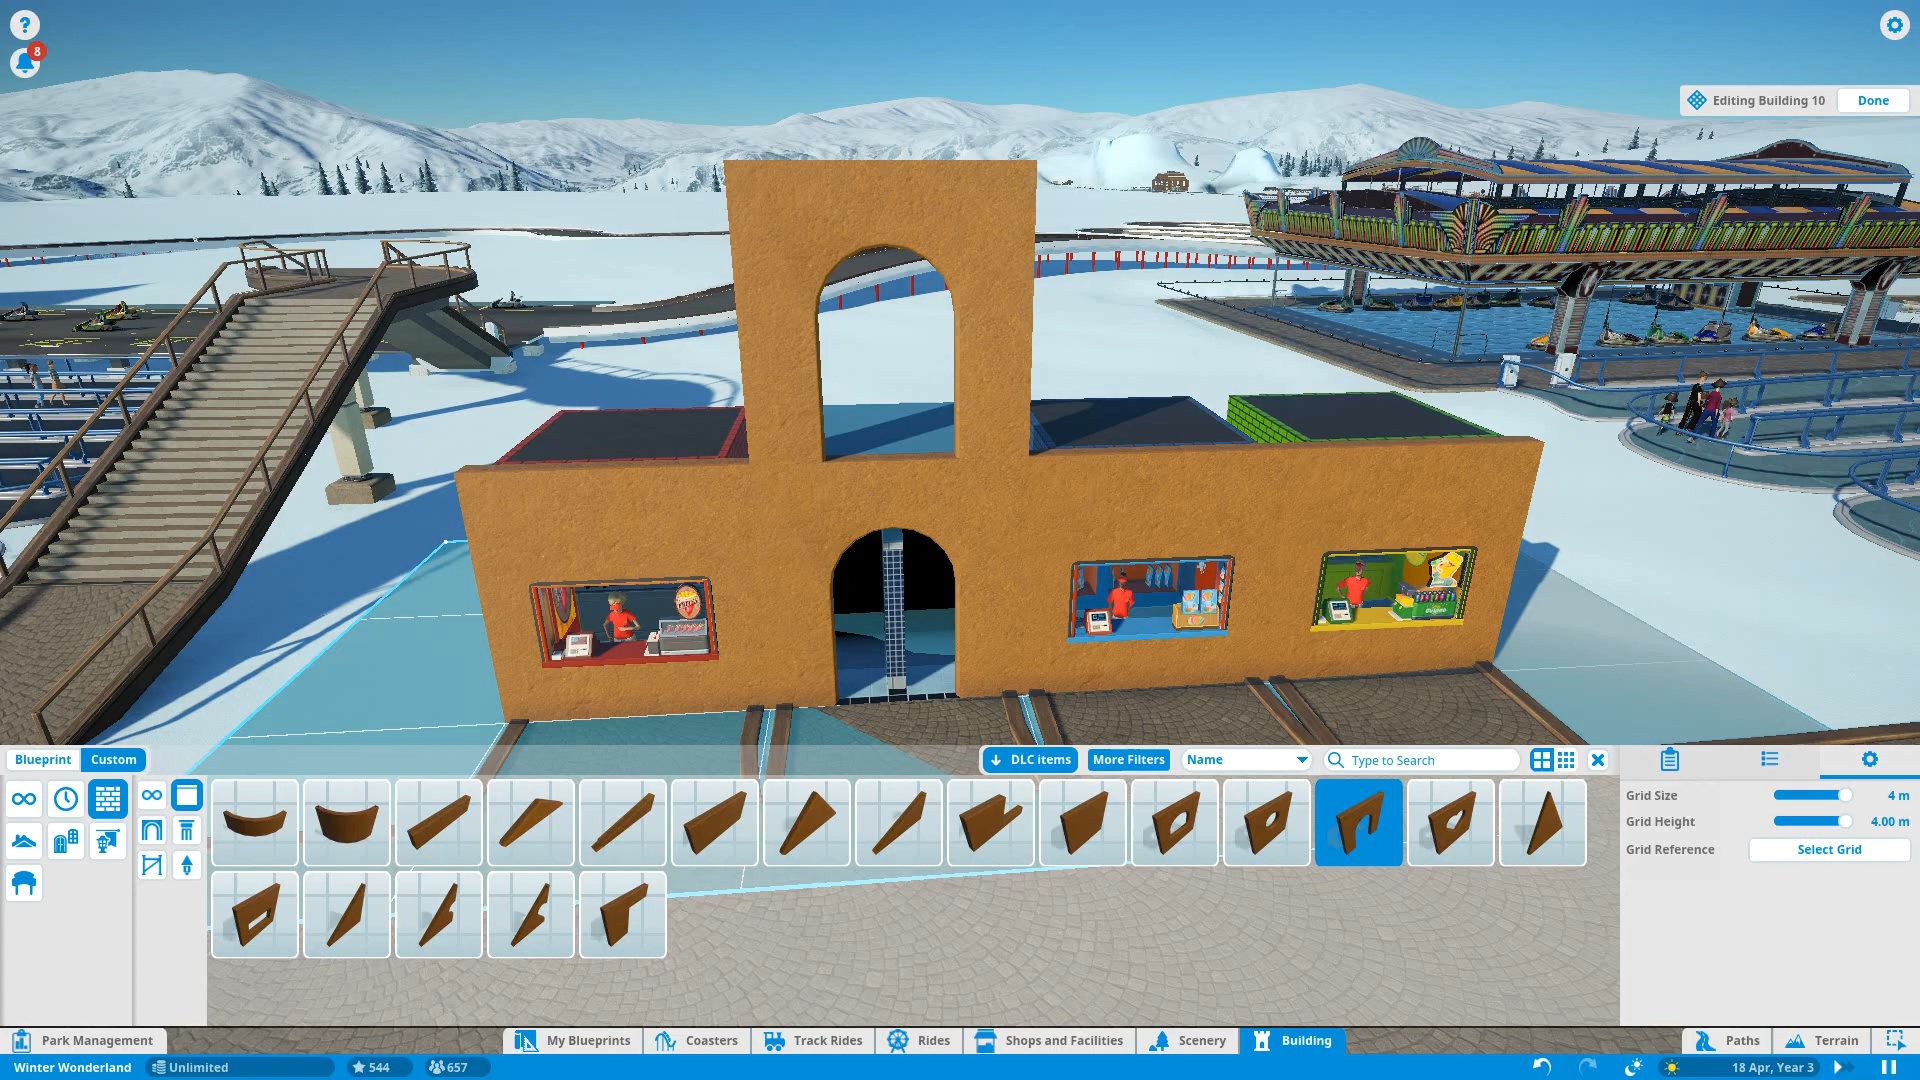 ?
8
Editing Building 10
Done
Blueprint
Custom
DLC items
More Filters
Name
Type to Search
Grid Size
4 m
Grid Height
4.00 m
Grid Reference
Select Grid
Park Management
My Blueprints
Coasters
Track Rides
Rides
Shops and Facilities
Scenery
Building
Paths
Terrain
Winter Wonderland
Unlimited
544
657
18 Apr, Year 3